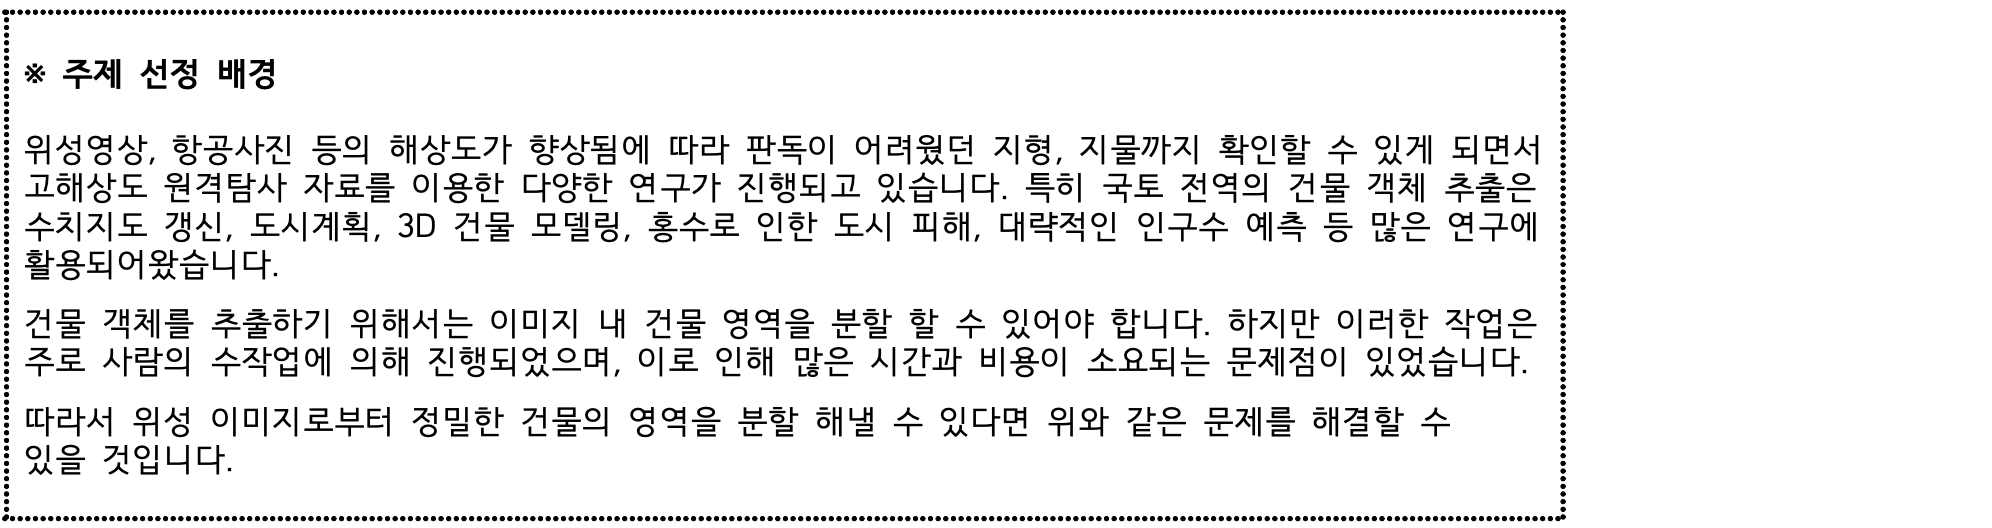 ※ 주제 선정 배경
위성영상, 항공사진 등의 해상도가 향상됨에 따라 판독이 어려웠던 지형, 지물까지 확인할 수 있게 되면서
고해상도 원격탐사 자료를 이용한 다양한 연구가 진행되고 있습니다. 특히 국토 전역의 건물 객체 추출은
수치지도 갱신, 도시계획, 3D 건물 모델링, 홍수로 인한 도시 피해, 대략적인 인구수 예측 등 많은 연구에
활용되어왔습니다.
건물 객체를 추출하기 위해서는 이미지 내 건물 영역을 분할 할 수 있어야 합니다. 하지만 이러한 작업은
주로 사람의 수작업에 의해 진행되었으며, 이로 인해 많은 시간과 비용이 소요되는 문제점이 있었습니다.
따라서 위성 이미지로부터 정밀한 건물의 영역을 분할 해낼 수 있다면 위와 같은 문제를 해결할 수
있을 것입니다.